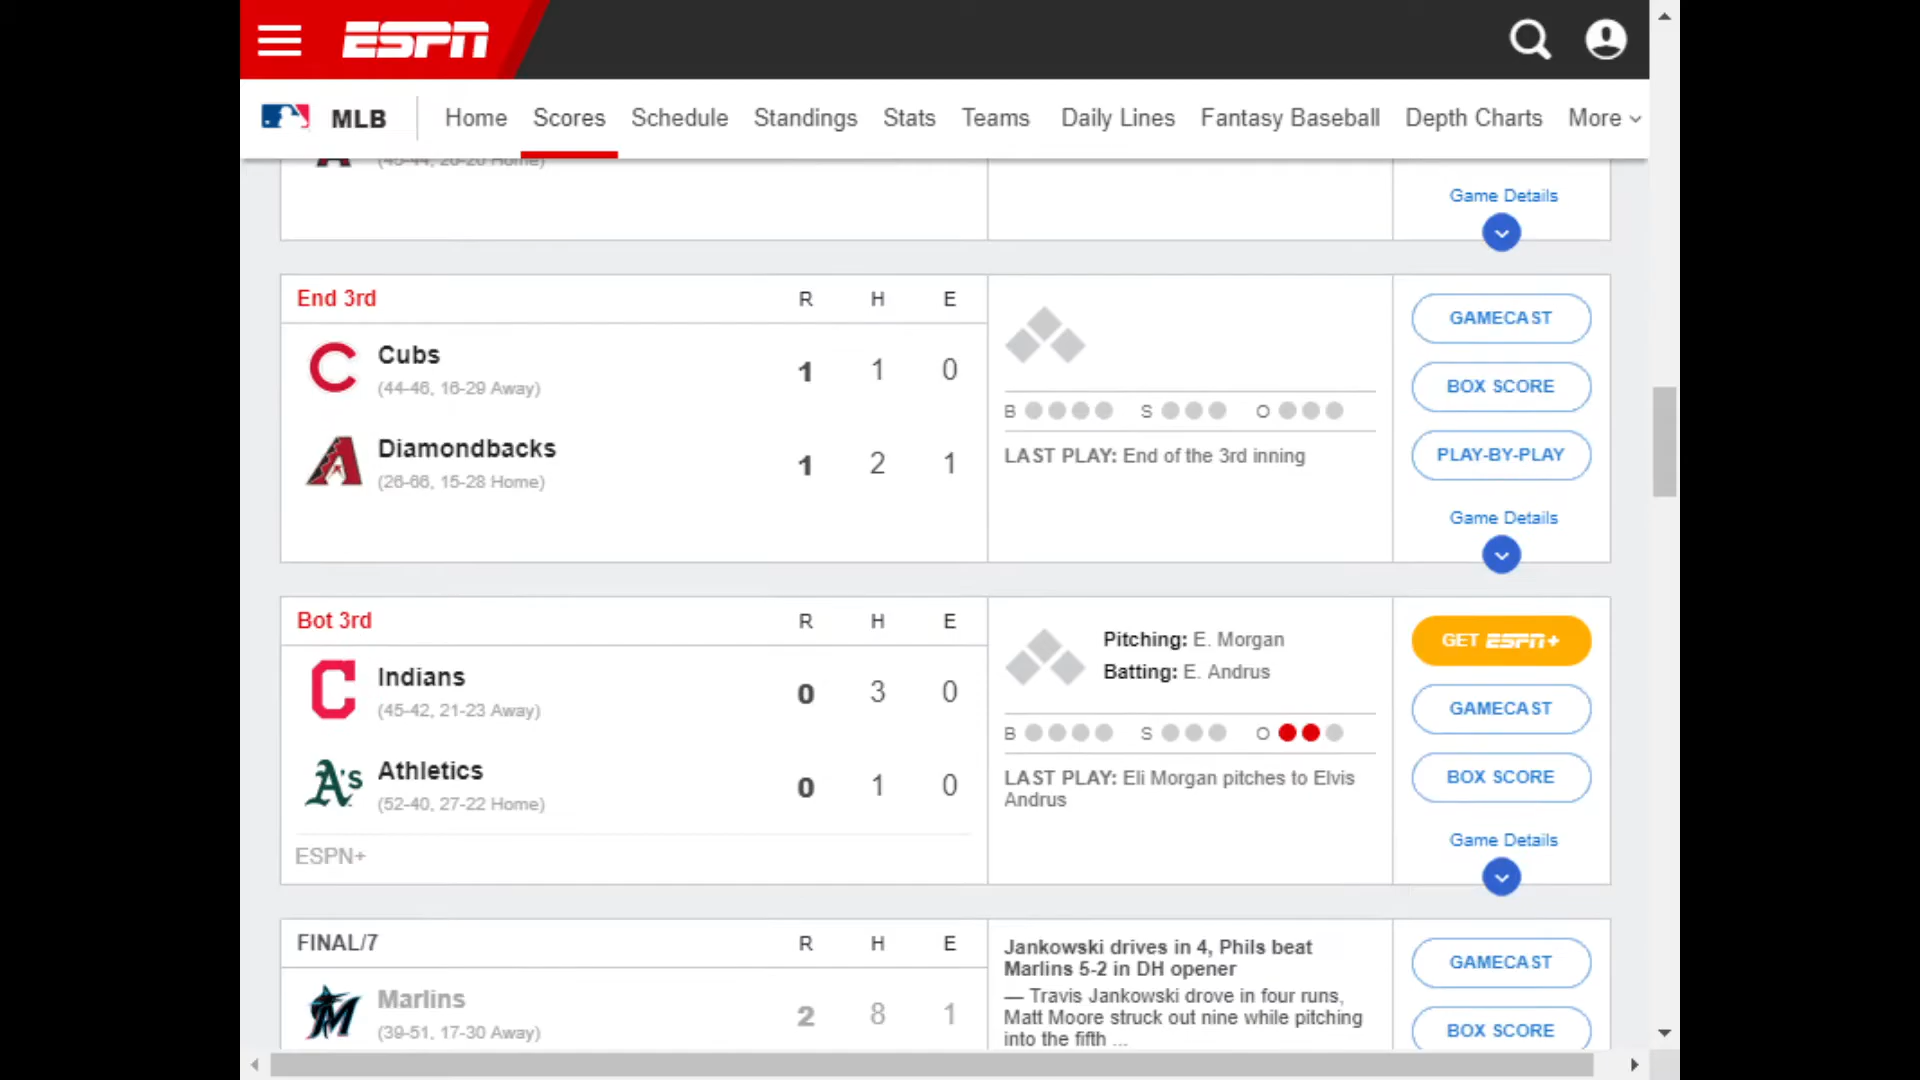 ESPN
MLB
Home
Scores
Schedule
Standings
Stats
Teams
Daily Lines
Fantasy Baseball
Depth Charts
More
Game Details
End 3rd
R H E
Cubs
1 1 0
(44-46, 16-29 Away)
Diamondbacks
1 2 1
(26-66, 15-28 Home)
B S O
LAST PLAY: End of the 3rd inning
GAMECAST
BOX SCORE
PLAY-BY-PLAY
Game Details
Bot 3rd
R H E
Indians
0 3 0
(45-42, 21-23 Away)
A's
Athletics
0 1 0
(52-40, 27-22 Home)
ESPN+
Pitching: E. Morgan
Batting: E. Andrus
B S O
LAST PLAY: Eli Morgan pitches to Elvis
Andrus
GET ESPN+
GAMECAST
BOX SCORE
Game Details
FINAL/7
R H E
Marlins
2 8 1
(39-51, 17-30 Away)
Jankowski drives in 4, Phils beat
Marlins 5-2 in DH opener
— Travis Jankowski drove in four runs,
Matt Moore struck out nine while pitching
into the fifth ...
GAMECAST
BOX SCORE